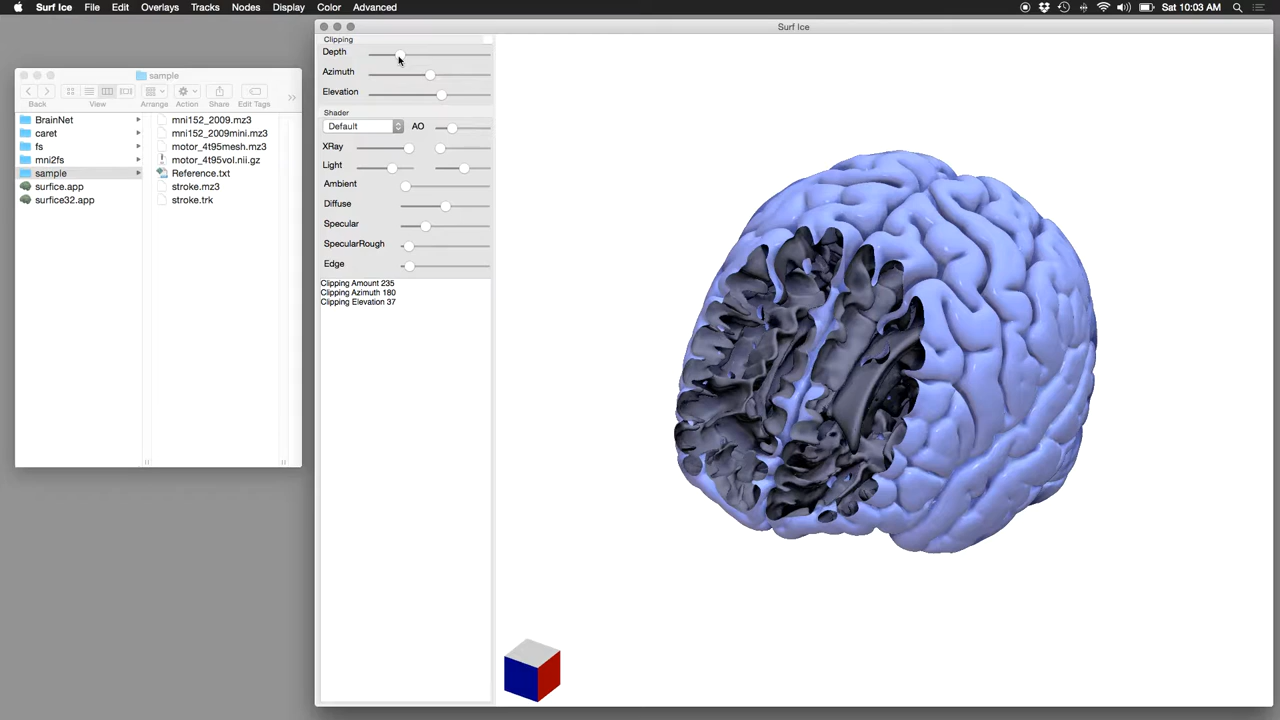 Surf Ice File Edit Overlays Tracks Nodes Display Color Advanced Sat 10:03 AM
Surf Ice
sample
Back View Arrange Action Share Edit Tags
BrainNet
caret
fs
mni2fs
sample
surfice.app
surfice32.app
mni152_2009.mz3
mni152_2009mini.mz3
motor_4t95mesh.mz3
motor_4t95vol.nii.gz
Reference.txt
stroke.mz3
stroke.trk
Clipping
Depth
Azimuth
Elevation
Shader
Default AO
XRay
Light
Ambient
Diffuse
Specular
SpecularRough
Edge
Clipping Amount 235
Clipping Azimuth 180
Clipping Elevation 37